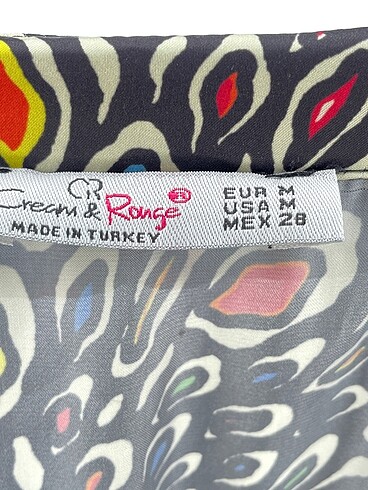 Cream & Rouge ®
MADE IN TURKEY
EUR M
USA M
MEX 28